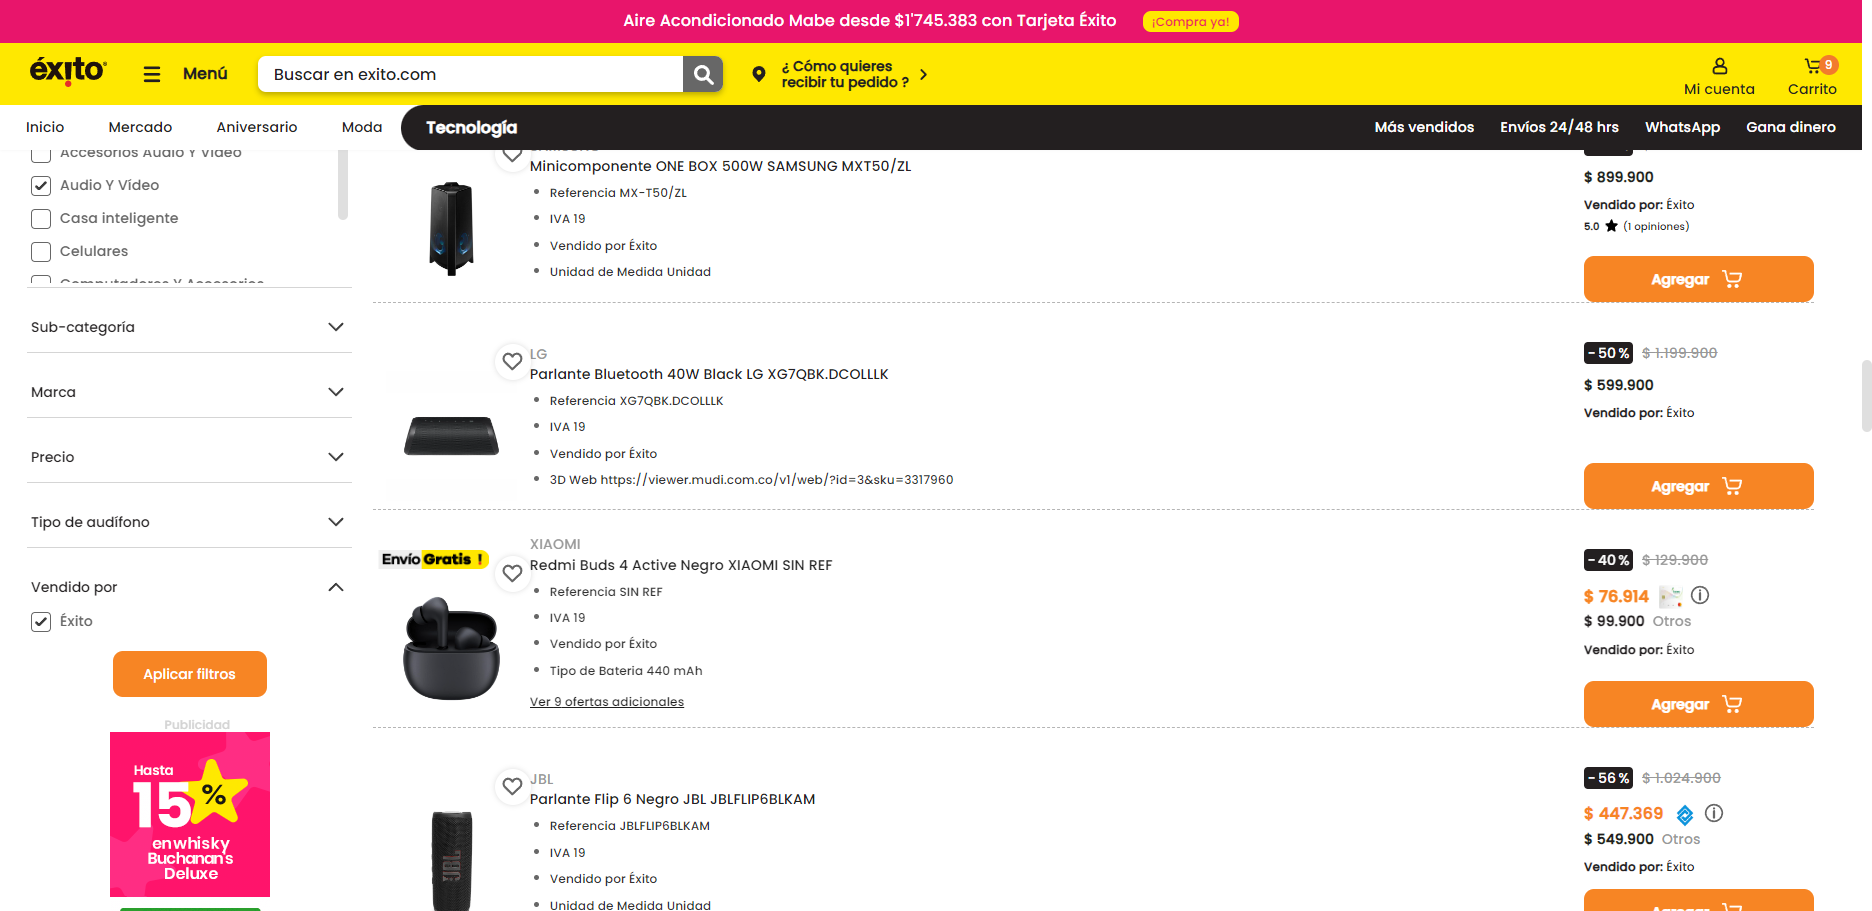 Aire Acondicionado Mabe desde $1'745.383 con Tarjeta Éxito ¡Compra ya!
éxito
Menú
Buscar en exito.com
¿ Cómo quieres
recibir tu pedido ?
Mi cuenta
9
Carrito
Inicio Mercado Aniversario Moda Tecnología Más vendidos Envíos 24/48 hrs WhatsApp Gana dinero
Accesorios Audio Y Video
Audio Y Vídeo
Casa inteligente
Celulares
Computadores Y Accesorios
Sub-categoría
Marca
Precio
Tipo de audífono
Vendido por
Éxito
Aplicar filtros
Publicidad
Hasta
15%
en whisky
Buchanan's
Deluxe
SAMSUNG
Minicomponente ONE BOX 500W SAMSUNG MXT50/ZL
Referencia MX-T50/ZL
IVA 19
Vendido por Éxito
Unidad de Medida Unidad
$ 899.900
Vendido por: Éxito
5.0 (1 opiniones)
Agregar
LG
Parlante Bluetooth 40W Black LG XG7QBK.DCOLLLK
Referencia XG7QBK.DCOLLLK
IVA 19
Vendido por Éxito
3D Web https://viewer.mudi.com.co/v1/web/?id=3&sku=3317960
-50% $ 1.199.900
$ 599.900
Vendido por: Éxito
Agregar
Envío Gratis !
XIAOMI
Redmi Buds 4 Active Negro XIAOMI SIN REF
Referencia SIN REF
IVA 19
Vendido por Éxito
Tipo de Bateria 440 mAh
Ver 9 ofertas adicionales
-40% $ 129.900
$ 76.914
$ 99.900 Otros
Vendido por: Éxito
Agregar
JBL
JBL
Parlante Flip 6 Negro JBL JBLFLIP6BLKAM
Referencia JBLFLIP6BLKAM
IVA 19
Vendido por Éxito
Unidad de Medida Unidad
-56% $ 1.024.900
$ 447.369
$ 549.900 Otros
Vendido por: Éxito
Agregar